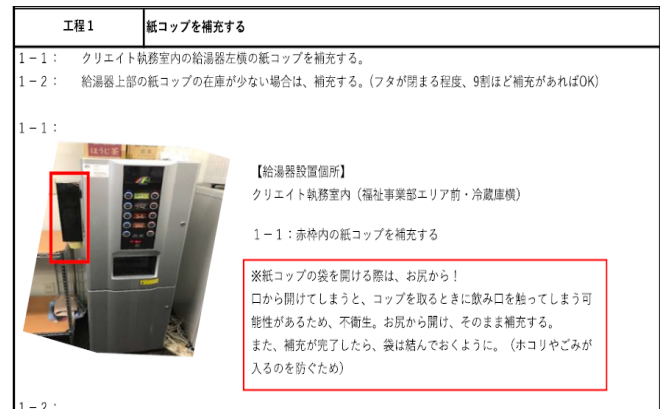 工程1 紙コップを補充する
1-1: クリエイト執務室内の給湯器左横の紙コップを補充する。
1-2: 給湯器上部の紙コップの在庫が少ない場合は、補充する。(フタが閉まる程度、9割ほど補充があればOK)
1-1:
ほうじ茶
【給湯器設置個所】
クリエイト執務室内（福祉事業部エリア前・冷蔵庫横）
1-1：赤枠内の紙コップを補充する
※紙コップの袋を開ける際は、お尻から！
口から開けてしまうと、コップを取るときに飲み口を触ってしまう可
能性があるため、不衛生。お尻から開け、そのまま補充する。
また、補充が完了したら、袋は結んでおくように。（ホコリやごみが
入るのを防ぐため）
1-2: